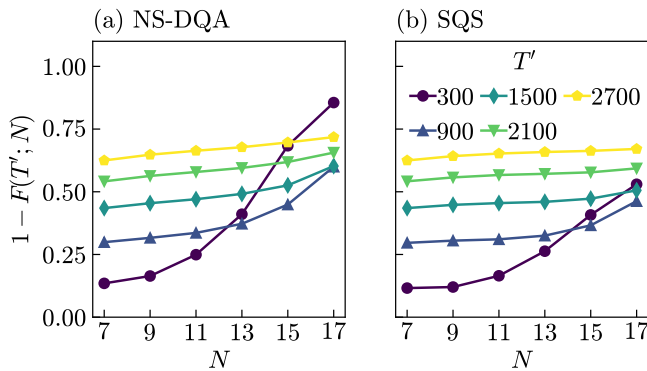 (a) NS-DQA
(b) SQS
1 − F(T′; N)
1.00
0.75
0.50
0.25
0.00
7 9 11 13 15 17
N
T′
300 1500 2700
900 2100
7 9 11 13 15 17
N